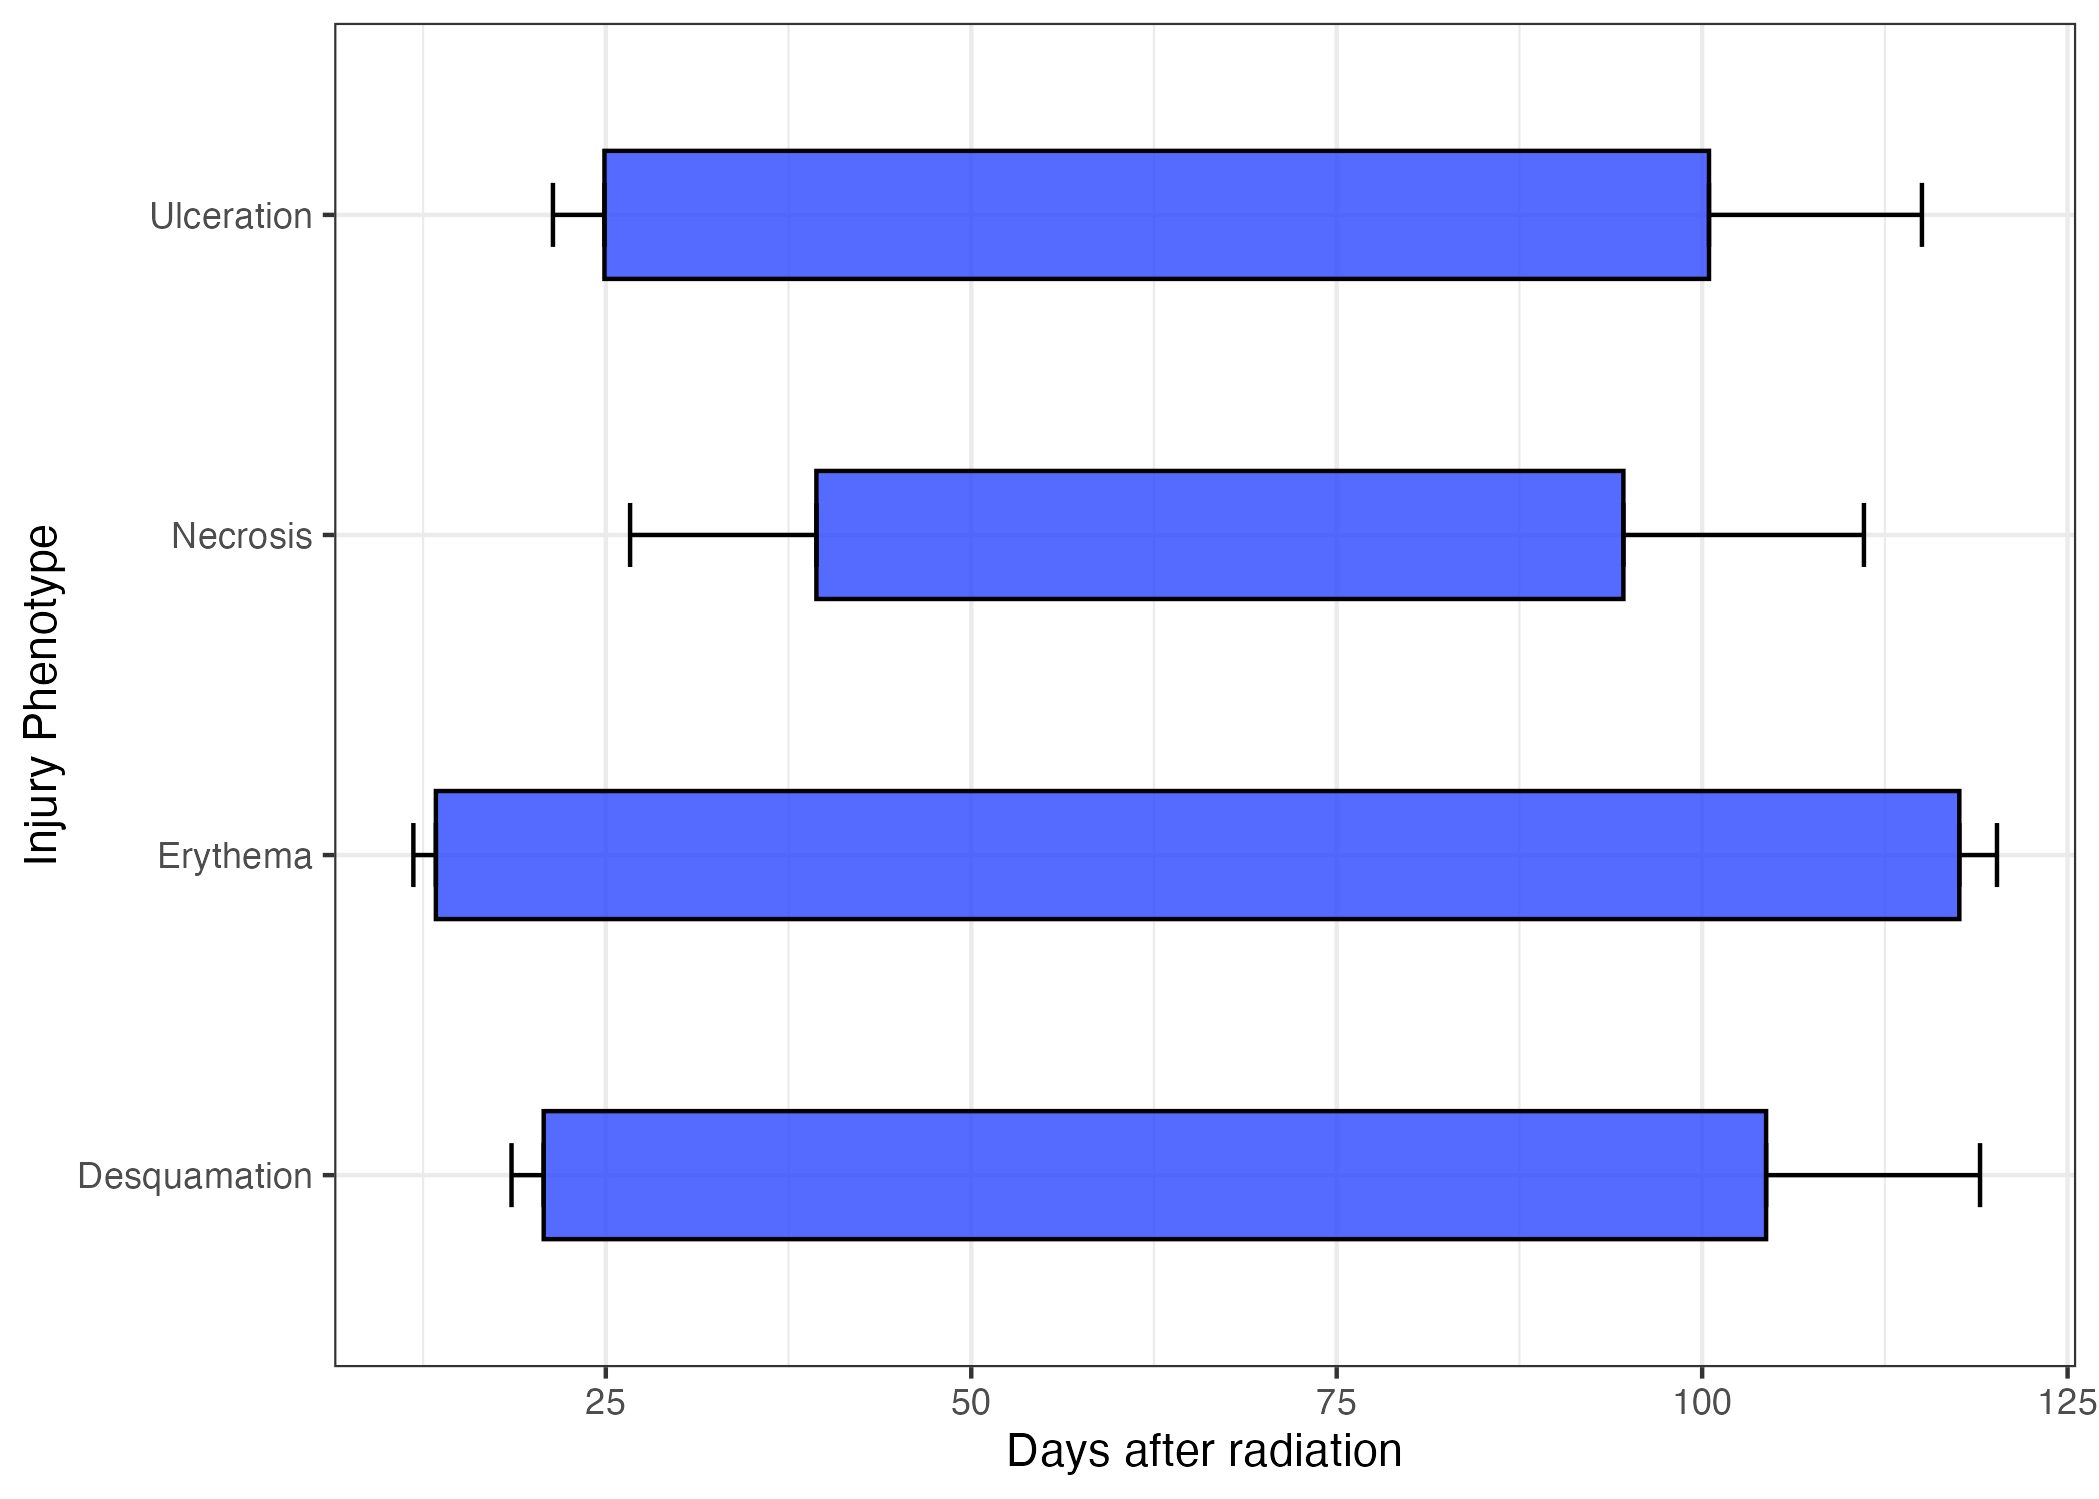 Injury Phenotype
Ulceration
Necrosis
Erythema
Desquamation
25 50 75 100 125
Days after radiation